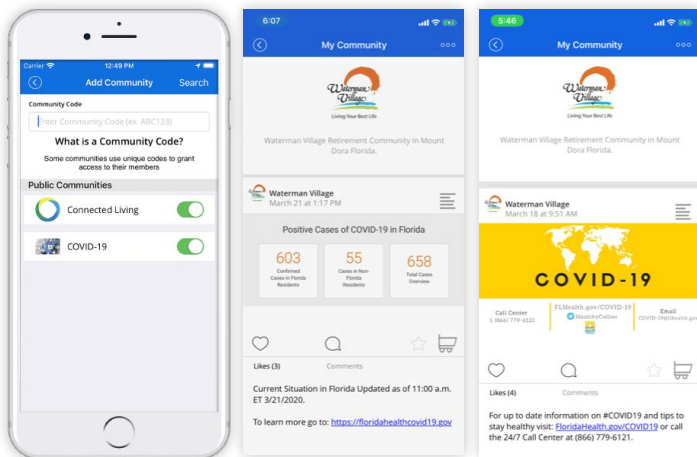 Carrier
12:49 PM
Add Community
Search
Community Code
Enter Community Code (ex. ABC123)
What is a Community Code?
Some communities use unique codes to grant
access to their members
Public Communities
Connected Living
COVID-19
6:07
My Community
Waterman
Village
Living Your Best Life
Waterman Village Retirement Community in Mount
Dora Florida.
Waterman Village
March 21 at 1:17 PM
Positive Cases of COVID-19 in Florida
603
Confirmed
Cases in Florida
Residents
55
Cases in Non-
Florida
Residents
658
Total Cases
Overview
Likes (3)
Comments
Current Situation in Florida Updated as of 11:00 a.m.
ET 3/21/2020.
To learn more go to: https://floridahealthcovid19.gov
5:46
My Community
Waterman
Village
Living Your Best Life
Waterman Village Retirement Community in Mount
Dora Florida.
Waterman Village
March 18 at 9:51 AM
COVID-19
Call Center
1 (866) 779-6121
FLHealth.gov/COVID-19
HealthyCollier
Email
COVID-19@flhealth.gov
Likes (4)
Comments
For up to date information on #COVID19 and tips to
stay healthy visit: FloridaHealth.gov/COVID19 or call
the 24/7 Call Center at (866) 779-6121.